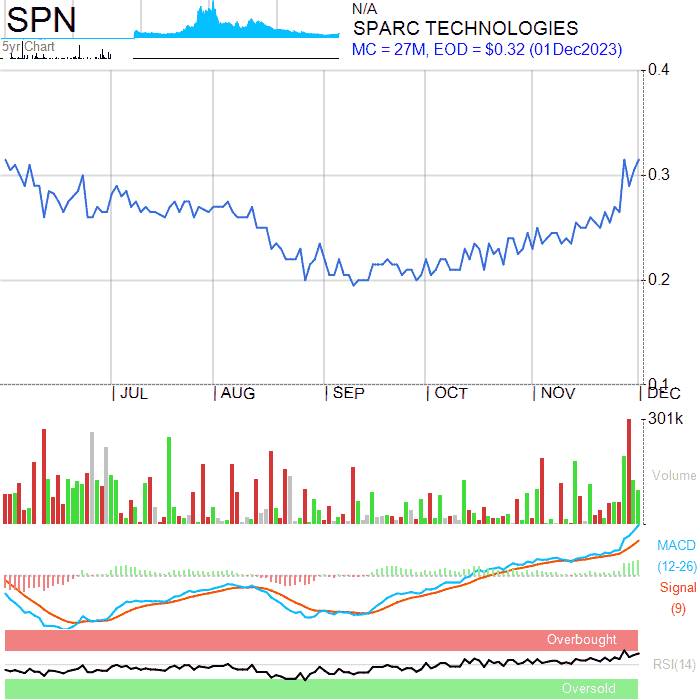 SPN
5yr Chart
N/A
SPARC TECHNOLOGIES
MC = 27M, EOD = $0.32 (01Dec2023)
0.4
0.3
0.2
0.1
JUL AUG SEP OCT NOV DEC
301k
Volume
MACD
(12-26)
Signal
(9)
Overbought
RSI(14)
Oversold